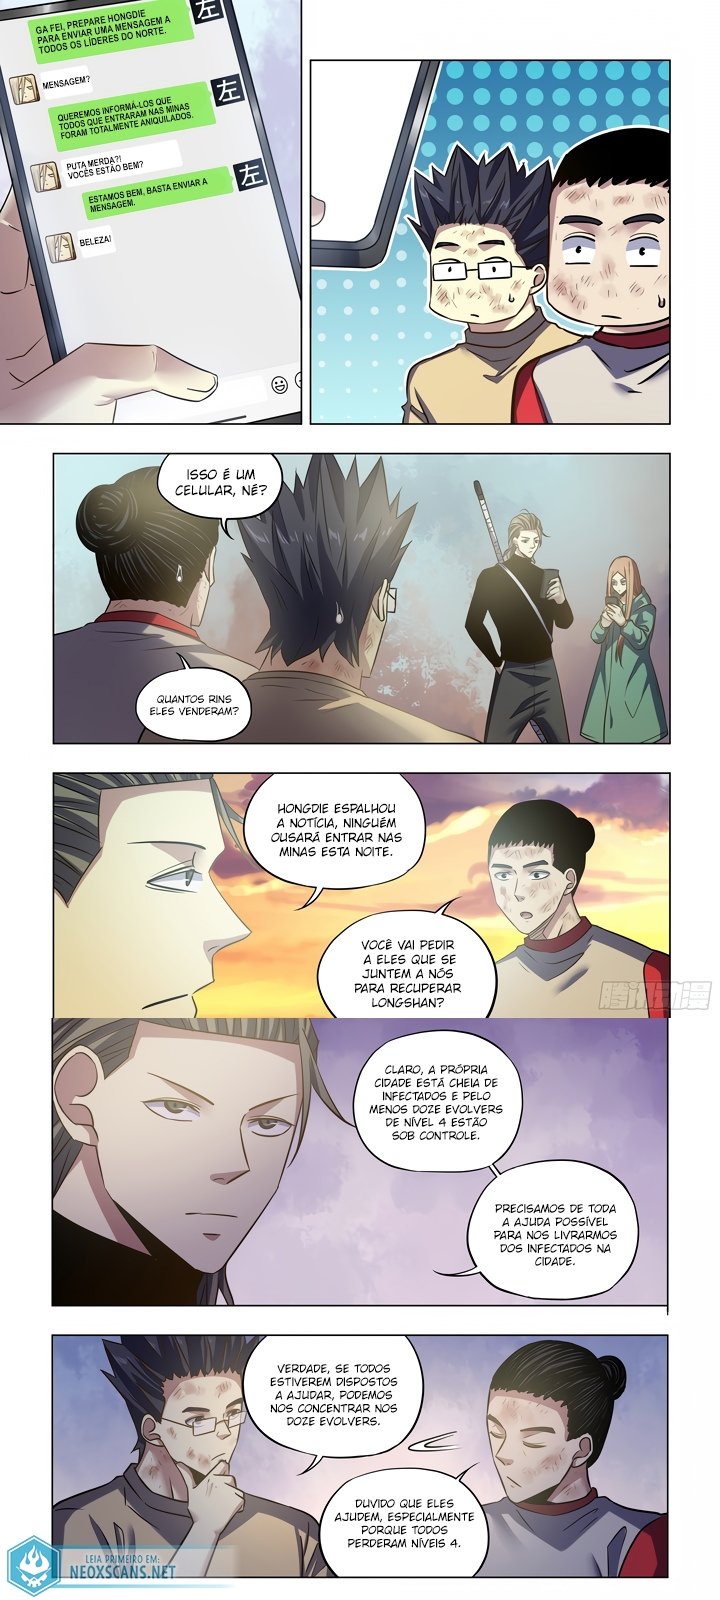 GA FEI, PREPARE HONGDIE
PARA ENVIAR UMA MENSAGEM A
TODOS OS LÍDERES DO NORTE.
左
MENSAGEM?
QUEREMOS INFORMÁ-LOS QUE
TODOS QUE ENTRARAM NAS MINAS
FORAM TOTALMENTE ANIQUILADOS.
左
PUTA MERDA?!
VOCÊS ESTÃO BEM?
ESTAMOS BEM, BASTA ENVIAR A
MENSAGEM.
左
BELEZA!
ISSO É UM
CELULAR, NÉ?
QUANTOS RINS
ELES VENDERAM?
HONGDIE ESPALHOU
A NOTÍCIA, NINGUÉM
OUSARÁ ENTRAR NAS
MINAS ESTA NOITE.
VOCÊ VAI PEDIR
A ELES QUE SE
JUNTEM A NÓS
PARA RECUPERAR
LONGSHAN?
腾讯动漫
CLARO, A PRÓPRIA
CIDADE ESTÁ CHEIA DE
INFECTADOS E PELO
MENOS DOZE EVOLVERS
DE NÍVEL 4 ESTÃO
SOB CONTROLE.
PRECISAMOS DE TODA
A AJUDA POSSÍVEL
PARA NOS LIVRARMOS
DOS INFECTADOS NA
CIDADE.
VERDADE, SE TODOS
ESTIVEREM DISPOSTOS
A AJUDAR, PODEMOS
NOS CONCENTRAR NOS
DOZE EVOLVERS.
DUVIDO QUE ELES
AJUDEM, ESPECIALMENTE
PORQUE TODOS
PERDERAM NÍVEIS 4.
LEIA PRIMEIRO EM:
NEOXSCANS.NET